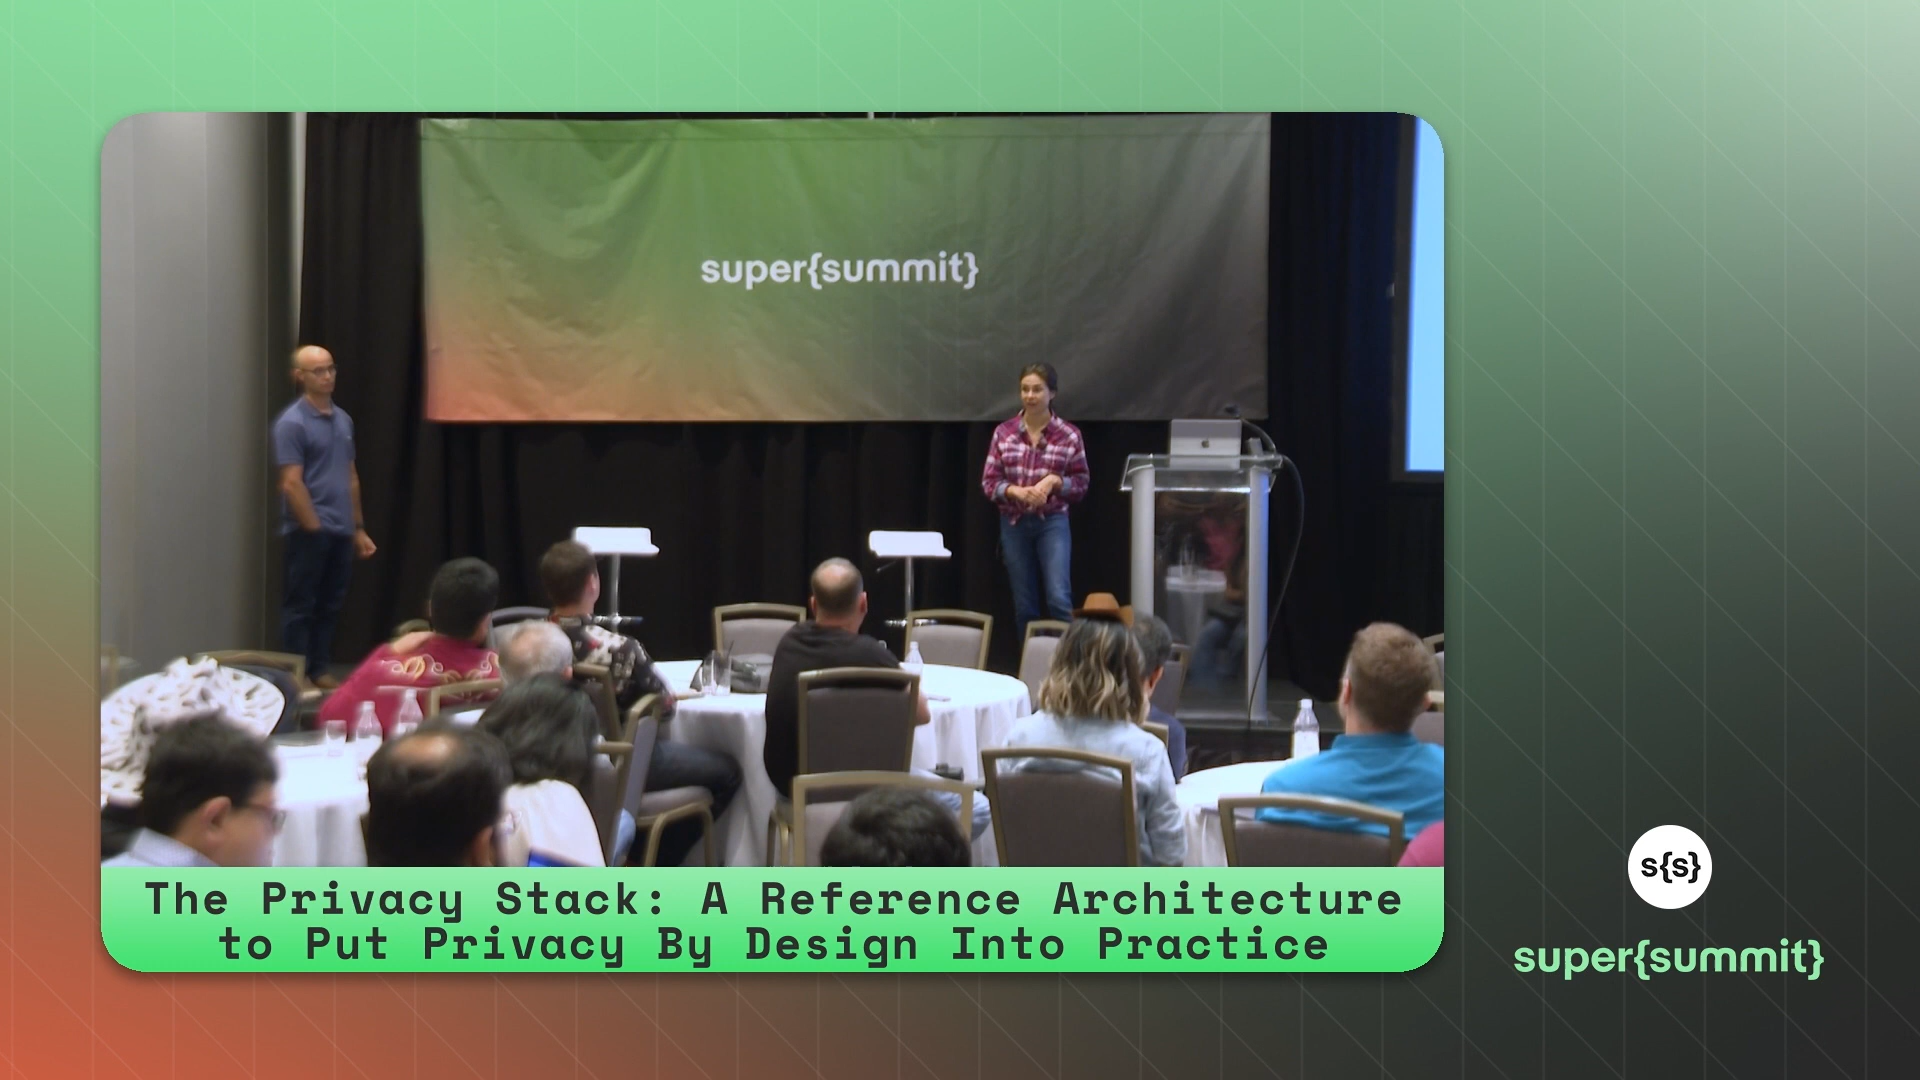 super{summit}
The Privacy Stack: A Reference Architecture
to Put Privacy By Design Into Practice
s{s}
super{summit}